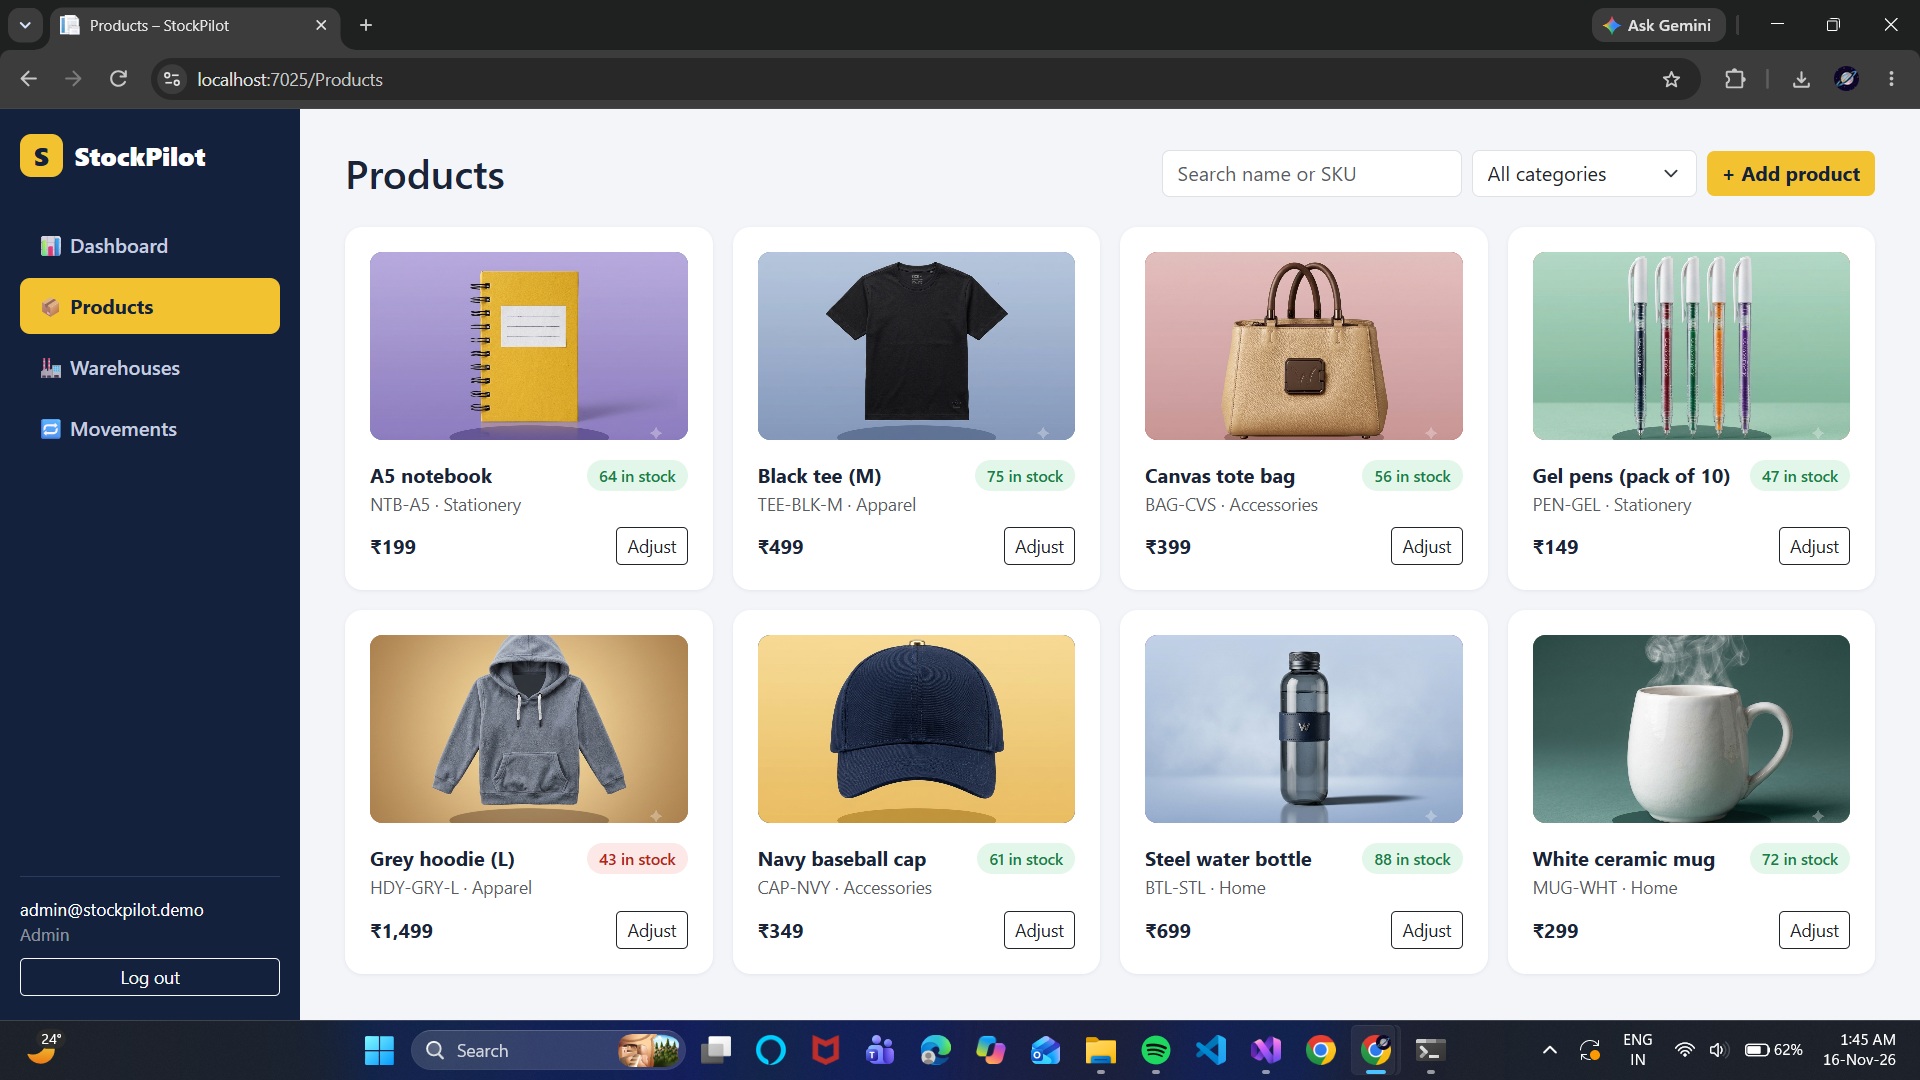 Products – StockPilot
Ask Gemini
localhost:7025/Products
S StockPilot
Dashboard
Products
Warehouses
Movements
admin@stockpilot.demo
Admin
Log out
Products
Search name or SKU
All categories
+ Add product
A5 notebook
64 in stock
NTB-A5 · Stationery
₹199
Adjust
Black tee (M)
75 in stock
TEE-BLK-M · Apparel
₹499
Adjust
Canvas tote bag
56 in stock
BAG-CVS · Accessories
₹399
Adjust
Gel pens (pack of 10)
47 in stock
PEN-GEL · Stationery
₹149
Adjust
Grey hoodie (L)
43 in stock
HDY-GRY-L · Apparel
₹1,499
Adjust
Navy baseball cap
61 in stock
CAP-NVY · Accessories
₹349
Adjust
W
Steel water bottle
88 in stock
BTL-STL · Home
₹699
Adjust
White ceramic mug
72 in stock
MUG-WHT · Home
₹299
Adjust
24°
Search
ENG
IN
62%
1:45 AM
16-Nov-26